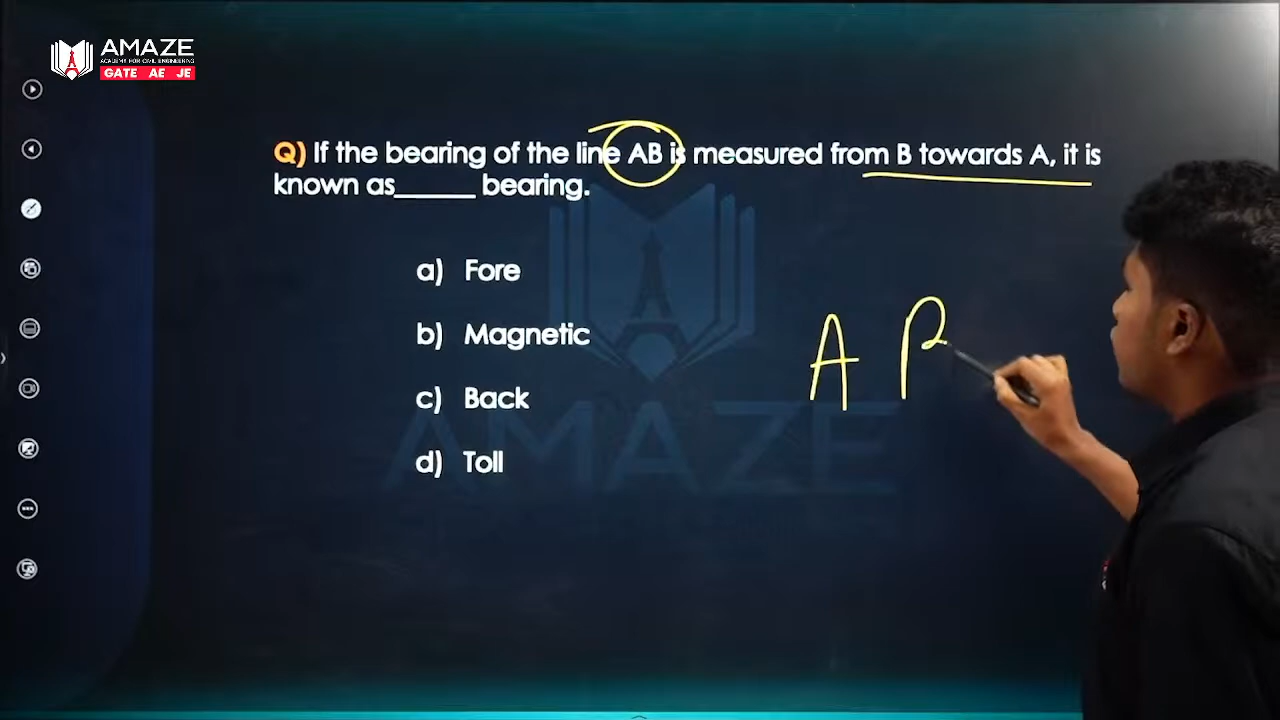 AMAZE
ACADEMY FOR CIVIL ENGINEERING
GATE AE JE
Q) If the bearing of the line AB is measured from B towards A, it is
known as_____ bearing.
a) Fore
b) Magnetic
c) Back
d) Toll
A B
AMAZE